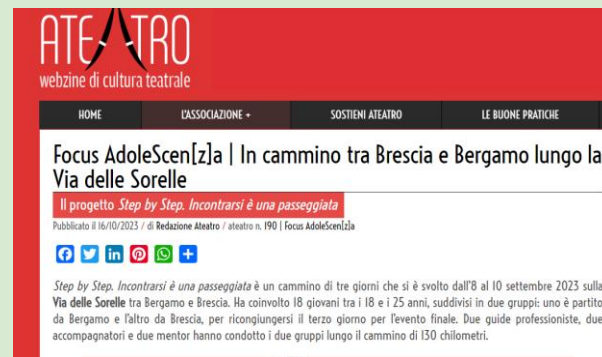 ATEATRO
webzine di cultura teatrale
HOME L'ASSOCIAZIONE + SOSTIENI ATEATRO LE BUONE PRATICHE
Focus AdoleScen[z]a | In cammino tra Brescia e Bergamo lungo la
Via delle Sorelle
Il progetto Step by Step. Incontrarsi è una passeggiata
Pubblicato il 16/10/2023 / di Redazione Ateatro / ateatro n. 190 | Focus AdoleScen[z]a
Step by Step. Incontrarsi è una passeggiata è un cammino di tre giorni che si è svolto dall'8 al 10 settembre 2023 sulla
Via delle Sorelle tra Bergamo e Brescia. Ha coinvolto 18 giovani tra i 18 e i 25 anni, suddivisi in due gruppi: uno è partito
da Bergamo e l'altro da Brescia, per ricongiungersi il terzo giorno per l'evento finale. Due guide professioniste, due
accompagnatori e due mentor hanno condotto i due gruppi lungo il cammino di 130 chilometri.